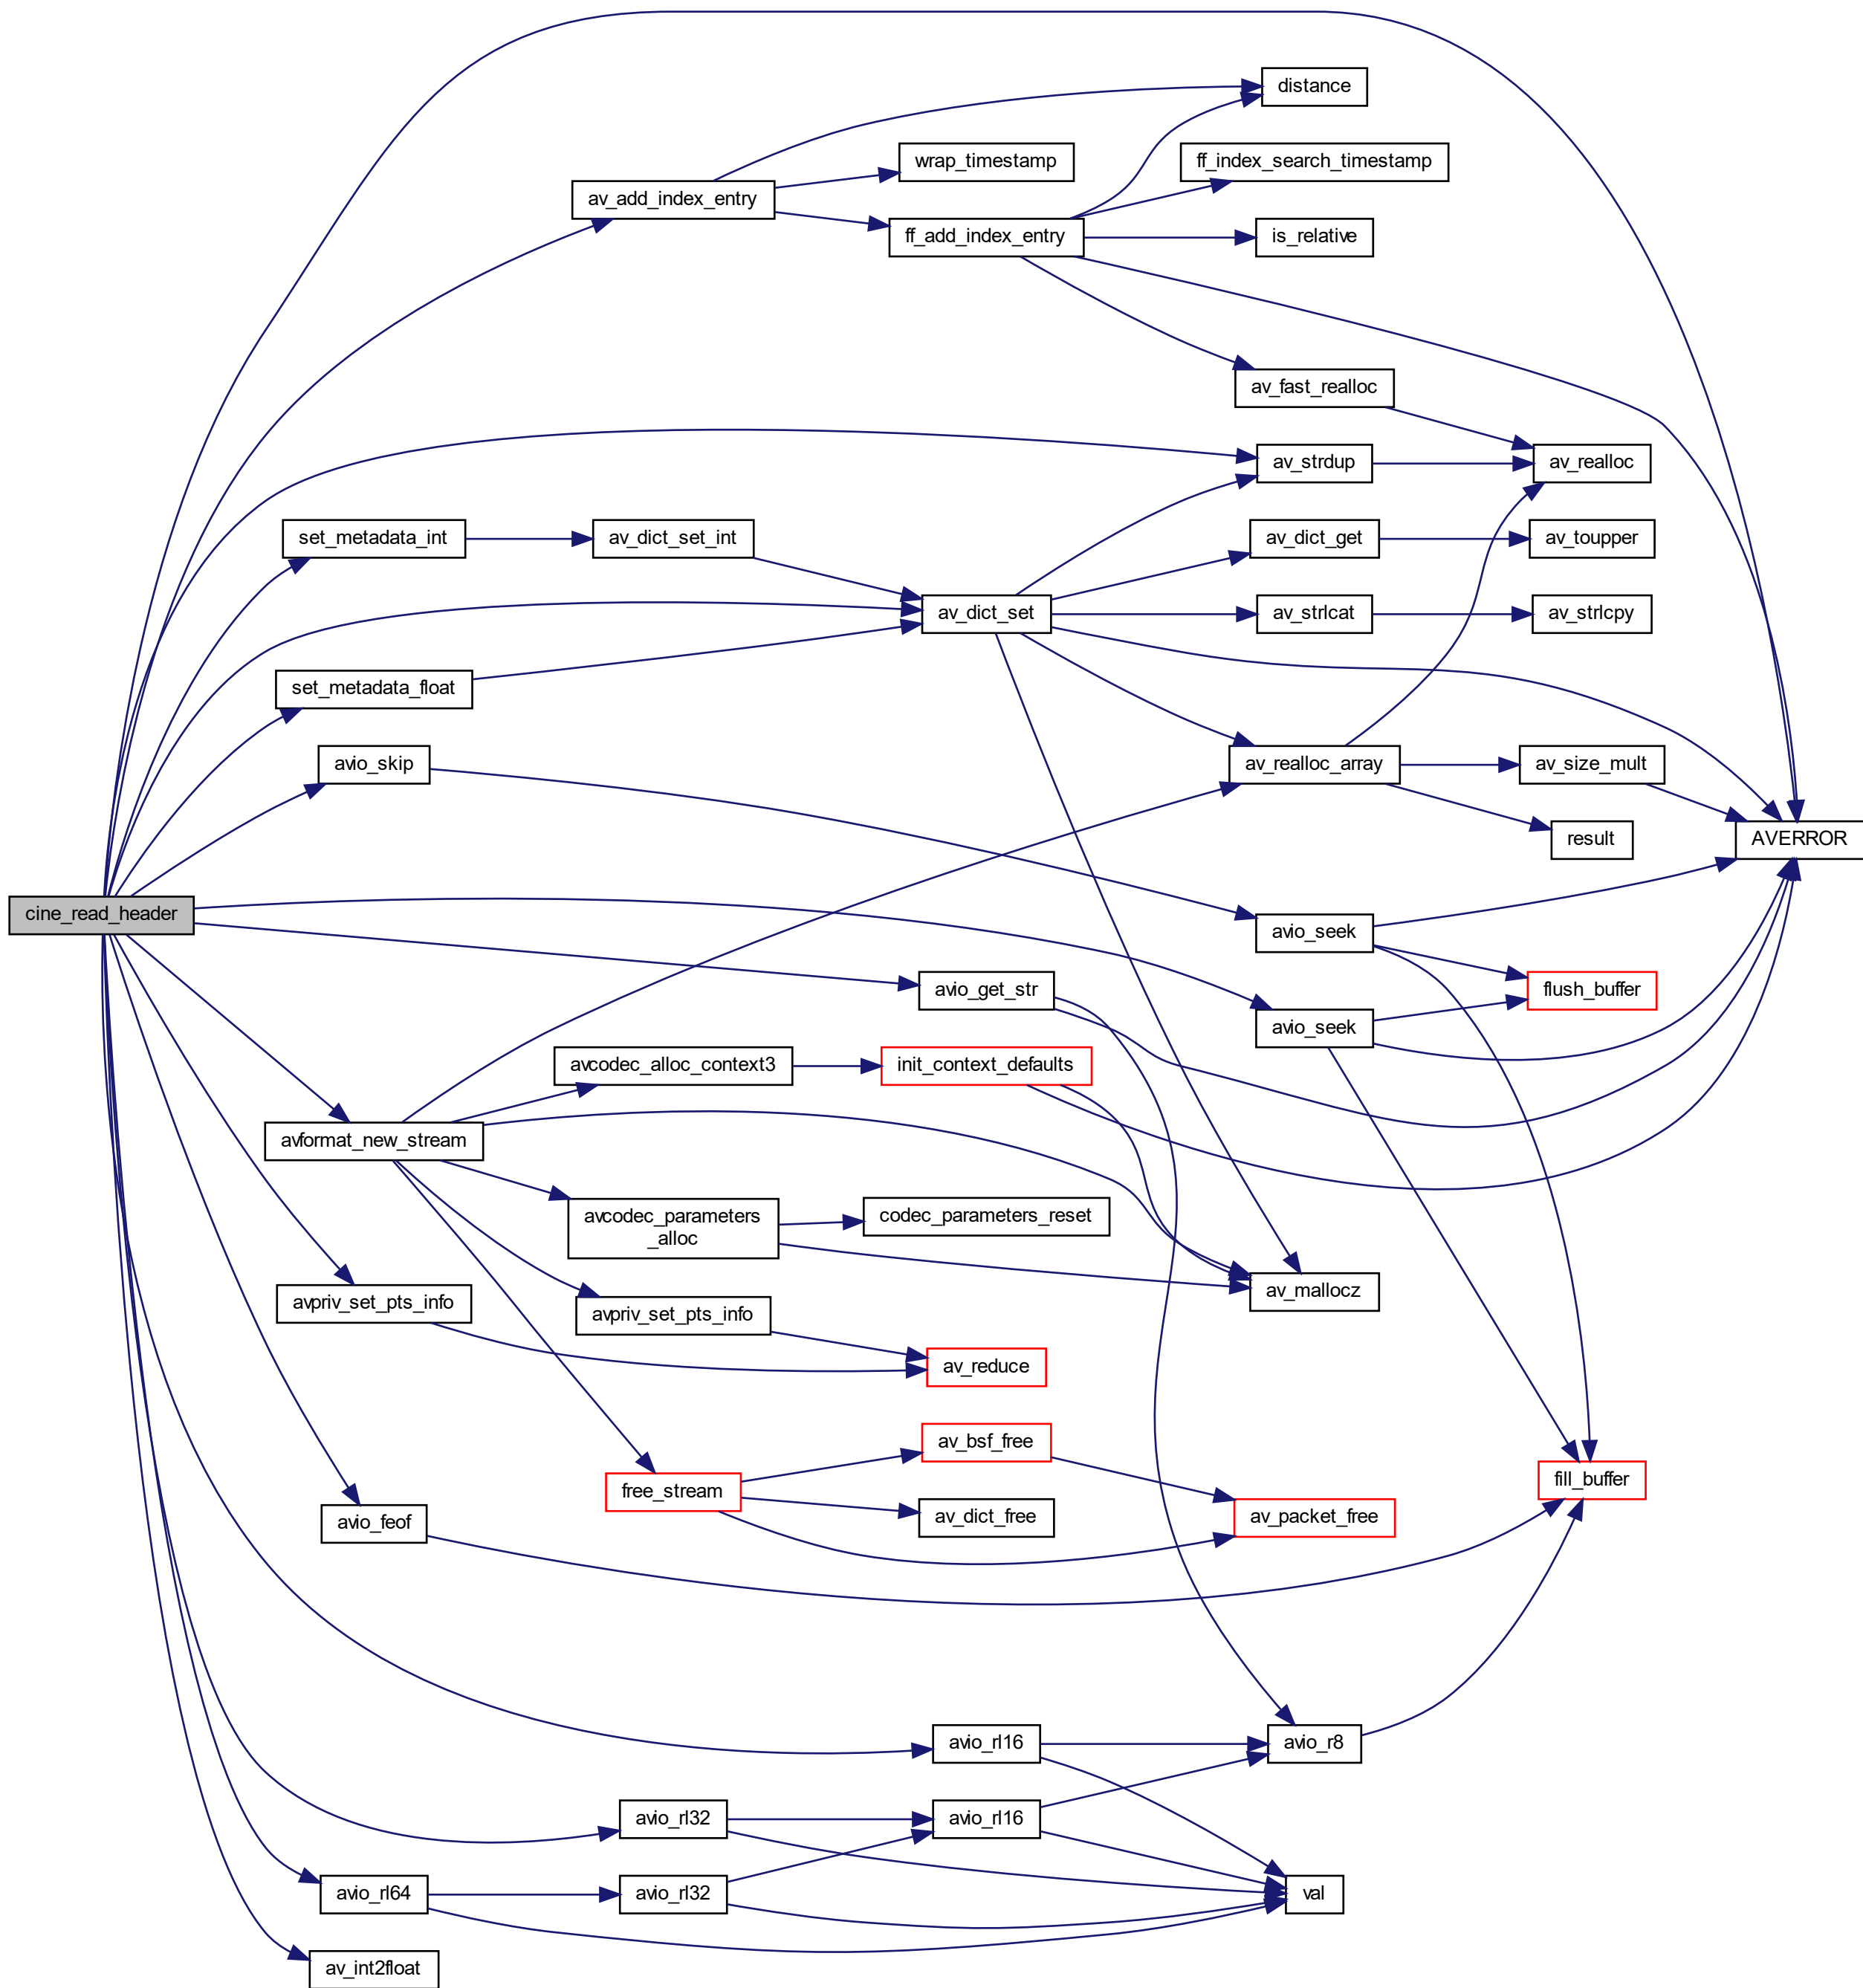 distance
wrap_timestamp
ff_index_search_timestamp
av_add_index_entry
ff_add_index_entry
is_relative
av_fast_realloc
av_strdup
av_realloc
set_metadata_int
av_dict_set_int
av_dict_get
av_toupper
av_dict_set
av_strlcat
av_strlcpy
set_metadata_float
avio_skip
av_realloc_array
av_size_mult
result
AVERROR
cine_read_header
avio_seek
avio_get_str
flush_buffer
avio_seek
avcodec_alloc_context3
init_context_defaults
avformat_new_stream
avcodec_parameters
_alloc
codec_parameters_reset
avpriv_set_pts_info
avpriv_set_pts_info
av_mallocz
av_reduce
av_bsf_free
free_stream
fill_buffer
avio_feof
av_dict_free
av_packet_free
avio_rl16
avio_r8
avio_rl32
avio_rl16
avio_rl64
avio_rl32
val
av_int2float